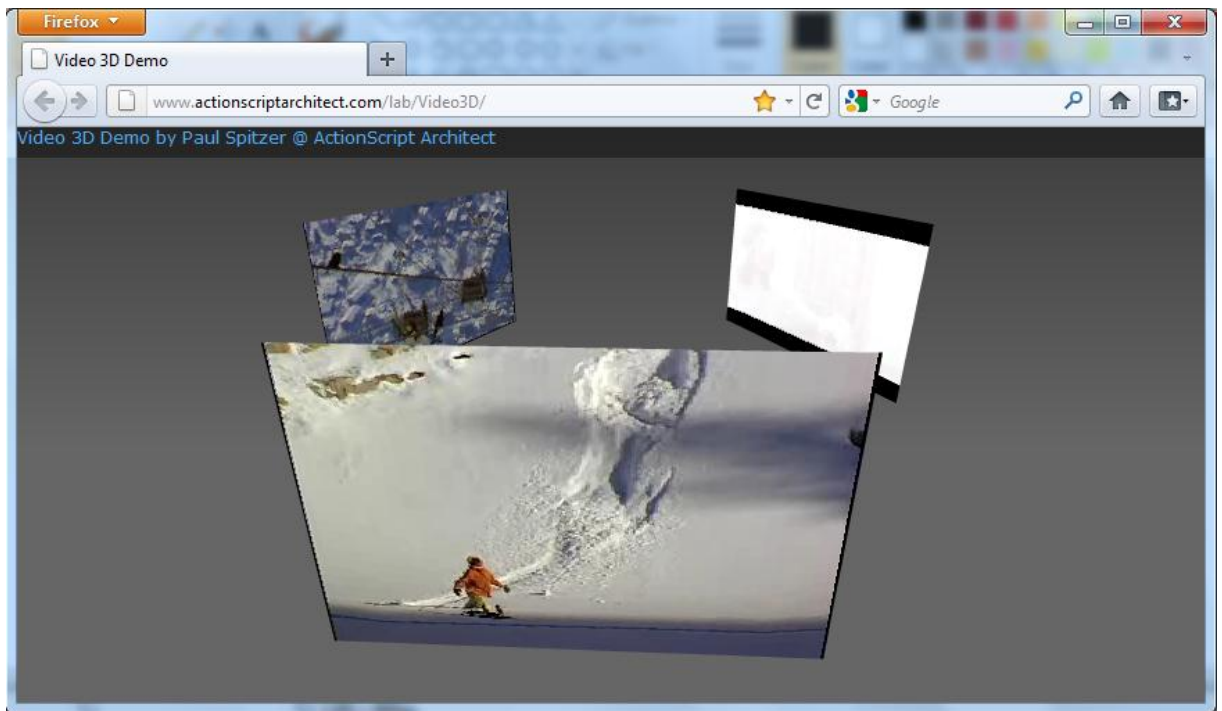 Firefox
Video 3D Demo
www.actionscriptarchitect.com/lab/Video3D/
Google
Video 3D Demo by Paul Spitzer @ ActionScript Architect